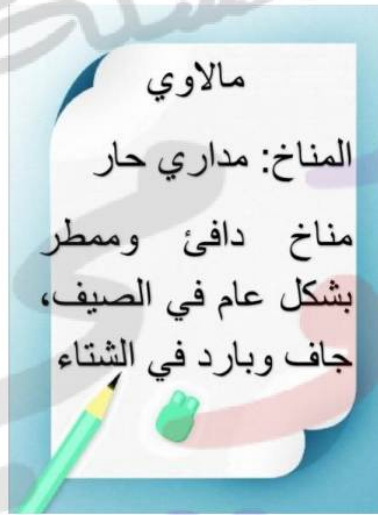 مالاوي
المناخ: مداري حار
مناخ دافئ وممطر
بشكل عام في الصيف،
جاف وبارد في الشتاء